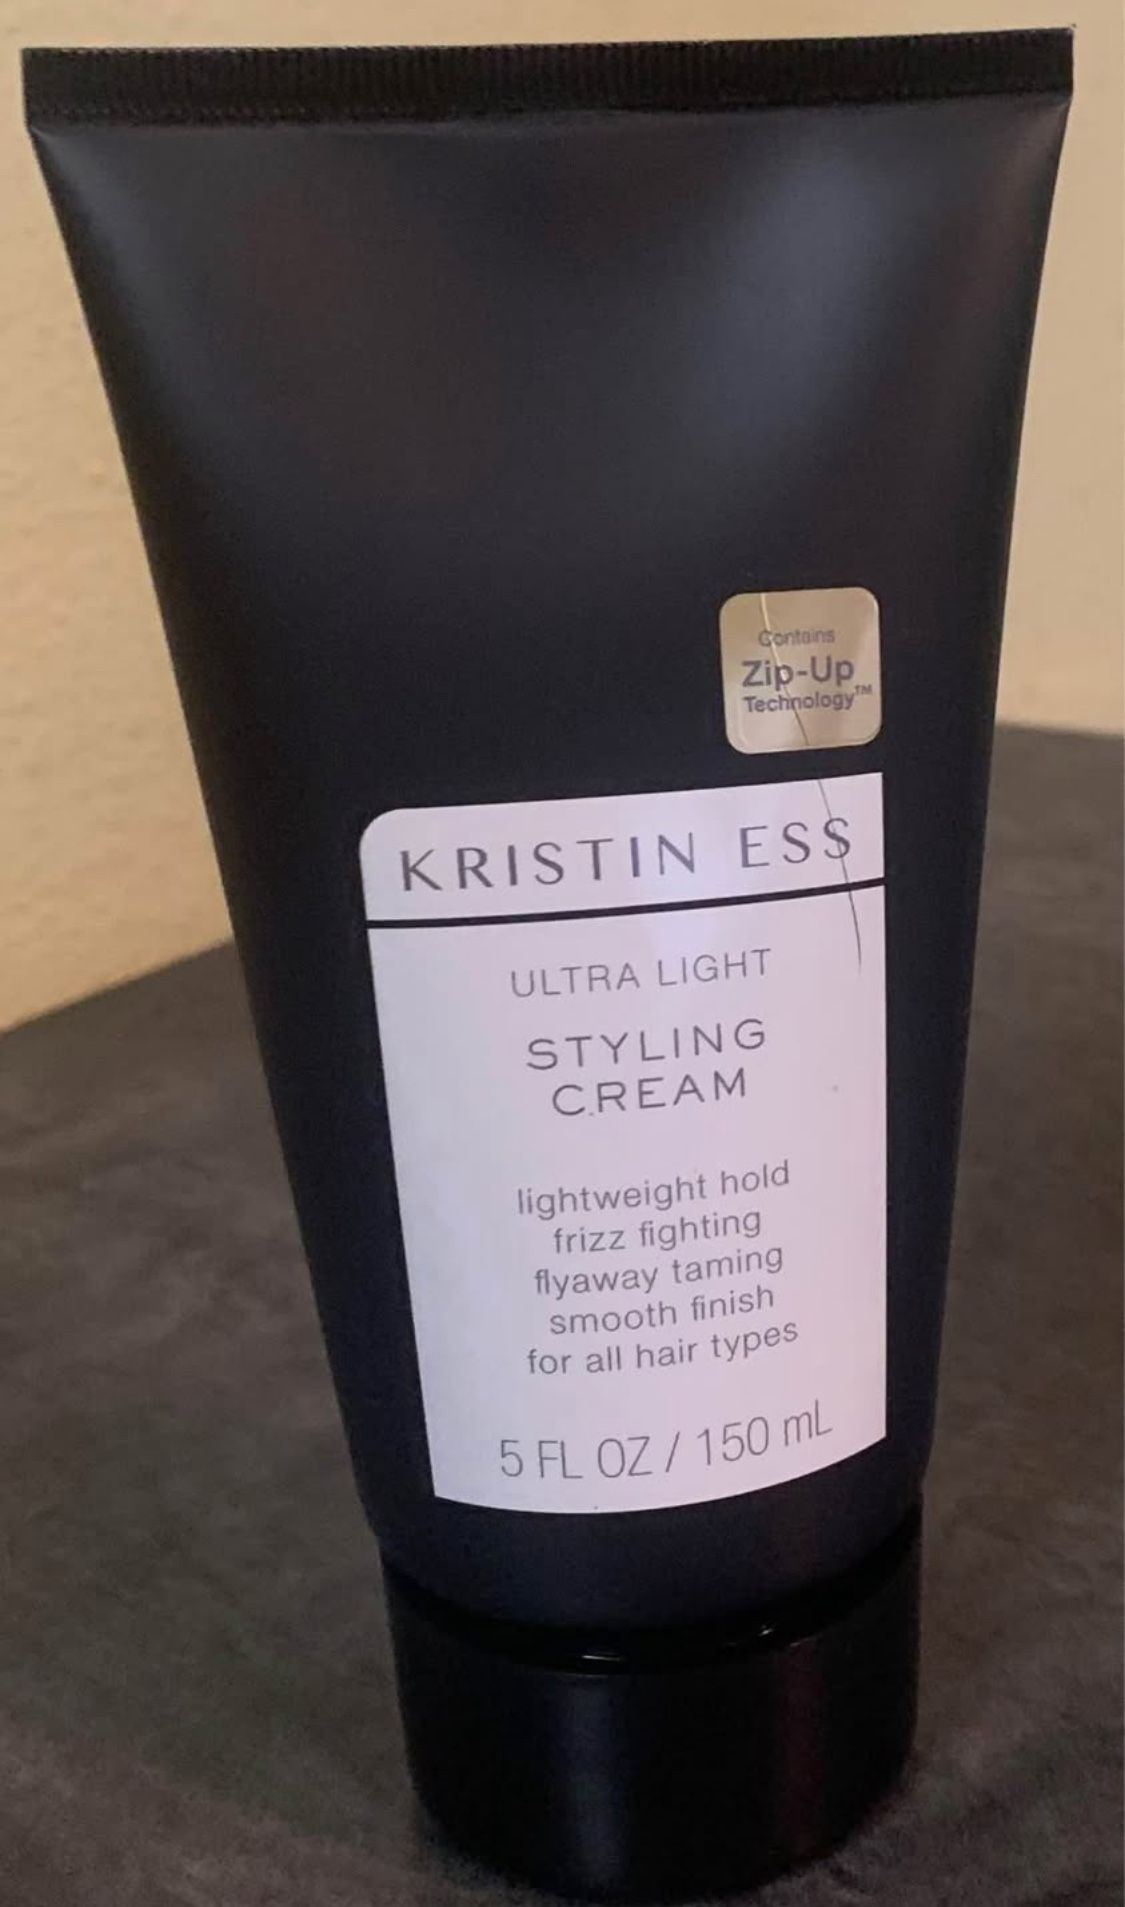 Contains
Zip-Up
Technology™
KRISTIN ESS
ULTRA LIGHT
STYLING
CREAM
lightweight hold
frizz fighting
flyaway taming
smooth finish
for all hair types
5 FL OZ / 150 mL